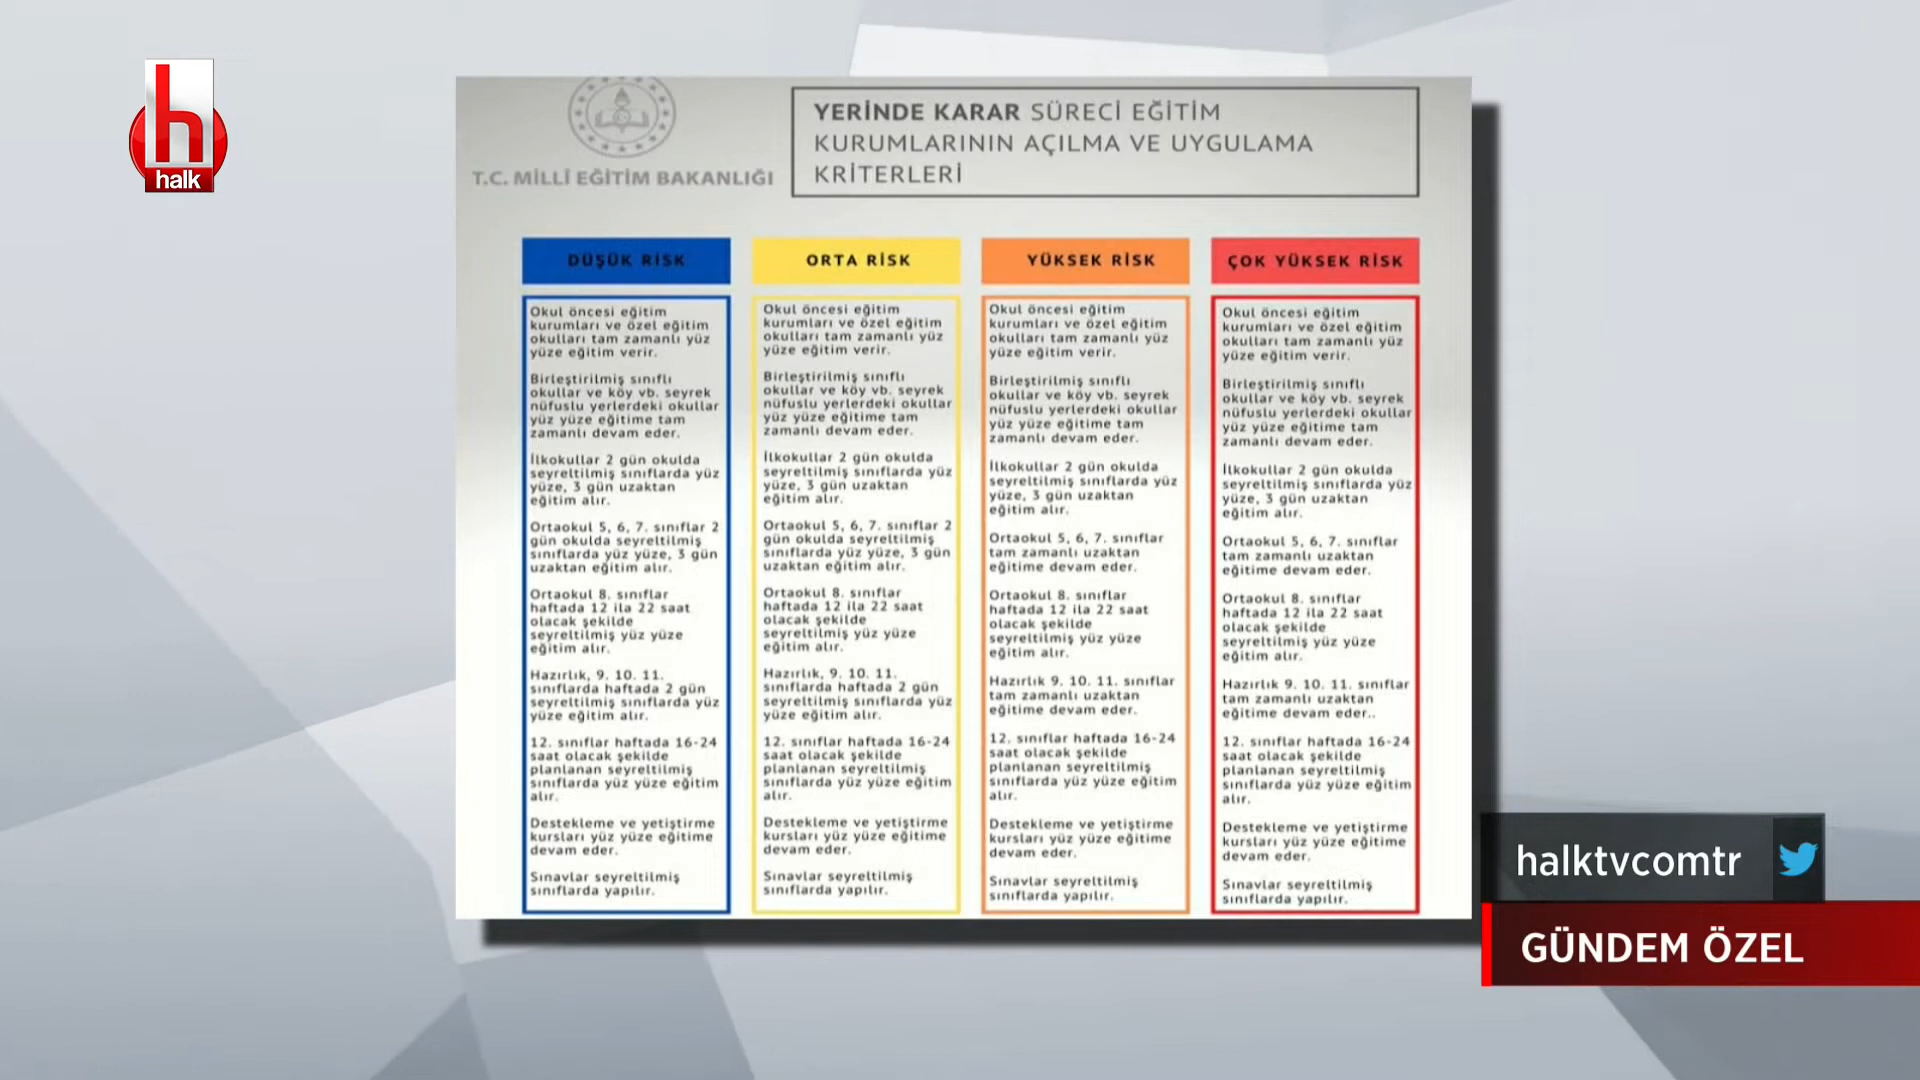 h
halk
T.C. MİLLÎ EĞİTİM BAKANLIĞI
YERİNDE KARAR SÜRECİ EĞİTİM
KURUMLARININ AÇILMA VE UYGULAMA
KRİTERLERİ
DÜŞÜK RİSK
Okul öncesi eğitim
kurumları ve özel eğitim
okulları tam zamanlı yüz
yüze eğitim verir.
Birleştirilmiş sınıflı
okullar ve köy vb. seyrek
nüfuslu yerlerdeki okullar
yüz yüze eğitime tam
zamanlı devam eder.
İlkokullar 2 gün okulda
seyreltilmiş sınıflarda yüz
yüze, 3 gün uzaktan
eğitim alır.
Ortaokul 5, 6, 7. sınıflar 2
gün okulda seyreltilmiş
sınıflarda yüz yüze, 3 gün
uzaktan eğitim alır.
Ortaokul 8. sınıflar
haftada 12 ila 22 saat
olacak şekilde
seyreltilmiş yüz yüze
eğitim alır.
Hazırlık, 9. 10. 11.
sınıflarda haftada 2 gün
seyreltilmiş sınıflarda yüz
yüze eğitim alır.
12. sınıflar haftada 16-24
saat olacak şekilde
planlanan seyreltilmiş
sınıflarda yüz yüze eğitim
alır.
Destekleme ve yetiştirme
kursları yüz yüze eğitime
devam eder.
Sınavlar seyreltilmiş
sınıflarda yapılır.
ORTA RİSK
Okul öncesi eğitim
kurumları ve özel eğitim
okulları tam zamanlı yüz
yüze eğitim verir.
Birleştirilmiş sınıflı
okullar ve köy vb. seyrek
nüfuslu yerlerdeki okullar
yüz yüze eğitime tam
zamanlı devam eder.
İlkokullar 2 gün okulda
seyreltilmiş sınıflarda yüz
yüze, 3 gün uzaktan
eğitim alır.
Ortaokul 5, 6, 7. sınıflar 2
gün okulda seyreltilmiş
sınıflarda yüz yüze, 3 gün
uzaktan eğitim alır.
Ortaokul 8. sınıflar
haftada 12 ila 22 saat
olacak şekilde
seyreltilmiş yüz yüze
eğitim alır.
Hazırlık, 9. 10. 11.
sınıflarda haftada 2 gün
seyreltilmiş sınıflarda yüz
yüze eğitim alır.
12. sınıflar haftada 16-24
saat olacak şekilde
planlanan seyreltilmiş
sınıflarda yüz yüze eğitim
alır.
Destekleme ve yetiştirme
kursları yüz yüze eğitime
devam eder.
Sınavlar seyreltilmiş
sınıflarda yapılır.
YÜKSEK RİSK
Okul öncesi eğitim
kurumları ve özel eğitim
okulları tam zamanlı yüz
yüze eğitim verir.
Birleştirilmiş sınıflı
okullar ve köy vb. seyrek
nüfuslu yerlerdeki okullar
yüz yüze eğitime tam
zamanlı devam eder.
İlkokullar 2 gün okulda
seyreltilmiş sınıflarda yüz
yüze, 3 gün uzaktan
eğitim alır.
Ortaokul 5, 6, 7. sınıflar
tam zamanlı uzaktan
eğitime devam eder.
Ortaokul 8. sınıflar
haftada 12 ila 22 saat
olacak şekilde
seyreltilmiş yüz yüze
eğitim alır.
Hazırlık 9. 10. 11. sınıflar
tam zamanlı uzaktan
eğitime devam eder.
12. sınıflar haftada 16-24
saat olacak şekilde
planlanan seyreltilmiş
sınıflarda yüz yüze eğitim
alır.
Destekleme ve yetiştirme
kursları yüz yüze eğitime
devam eder.
Sınavlar seyreltilmiş
sınıflarda yapılır.
ÇOK YÜKSEK RİSK
Okul öncesi eğitim
kurumları ve özel eğitim
okulları tam zamanlı yüz
yüze eğitim verir.
Birleştirilmiş sınıflı
okullar ve köy vb. seyrek
nüfuslu yerlerdeki okullar
yüz yüze eğitime tam
zamanlı devam eder.
İlkokullar 2 gün okulda
seyreltilmiş sınıflarda yüz
yüze, 3 gün uzaktan
eğitim alır.
Ortaokul 5, 6, 7. sınıflar
tam zamanlı uzaktan
eğitime devam eder.
Ortaokul 8. sınıflar
haftada 12 ila 22 saat
olacak şekilde
seyreltilmiş yüz yüze
eğitim alır.
Hazırlık 9. 10. 11. sınıflar
tam zamanlı uzaktan
eğitime devam eder..
12. sınıflar haftada 16-24
saat olacak şekilde
planlanan seyreltilmiş
sınıflarda yüz yüze eğitim
alır.
Destekleme ve yetiştirme
kursları yüz yüze eğitime
devam eder.
Sınavlar seyreltilmiş
sınıflarda yapılır.
halktvcomtr
GÜNDEM ÖZEL